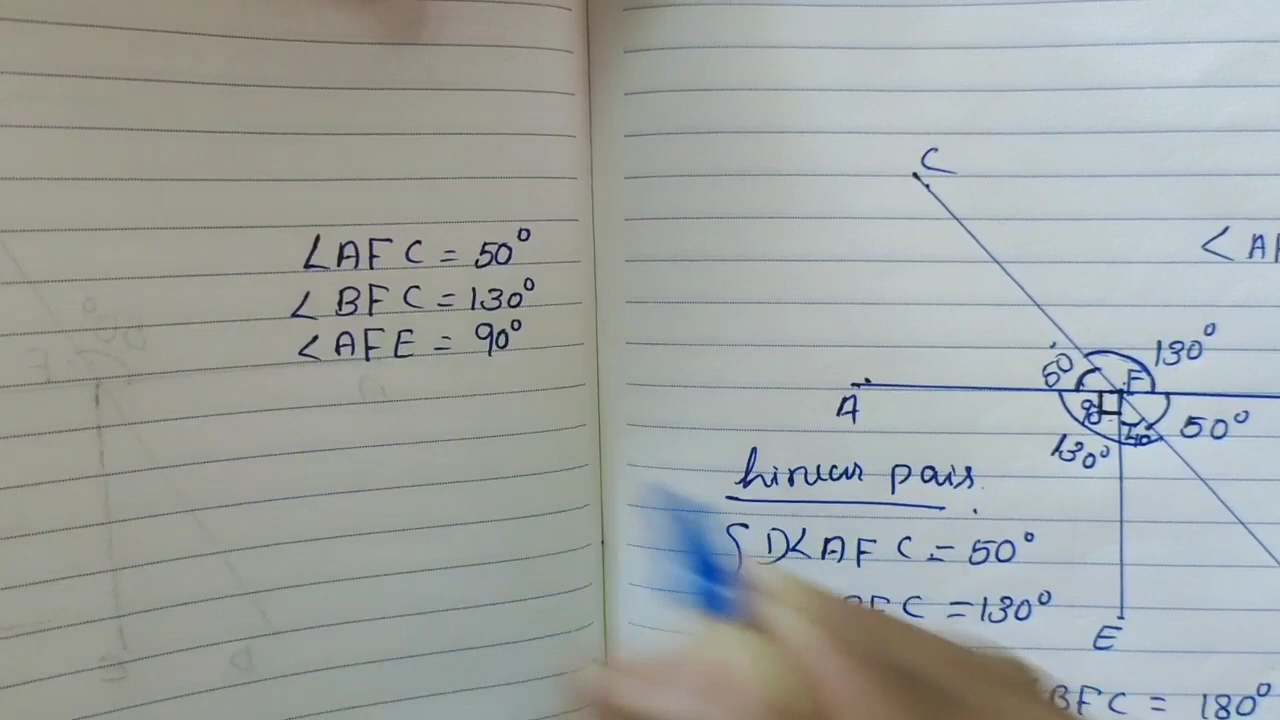 ∠AFC = 50°
∠BFC = 130°
∠AFE = 90°
C
130°
50
F
A
90
40
50°
130°
Linear pair.
∠AFC = 50°
FC = 130°
E
BFC = 180°